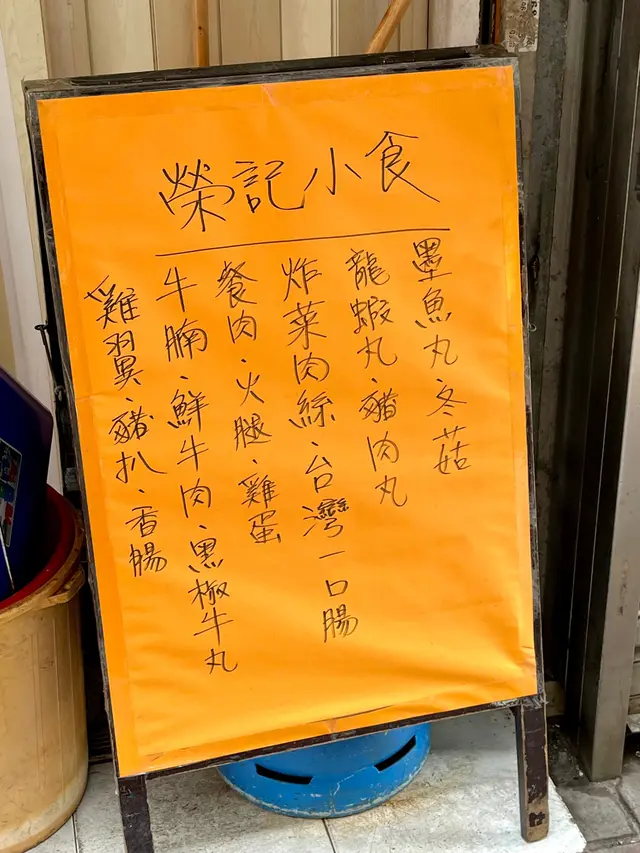 榮記小食
墨魚丸、冬菇
龍蝦丸、豬肉丸
炸菜肉絲、台灣一口腸
餐肉、火腿、雞蛋
牛腩、鮮牛肉、黑椒牛丸
雞翼、豬扒、香腸